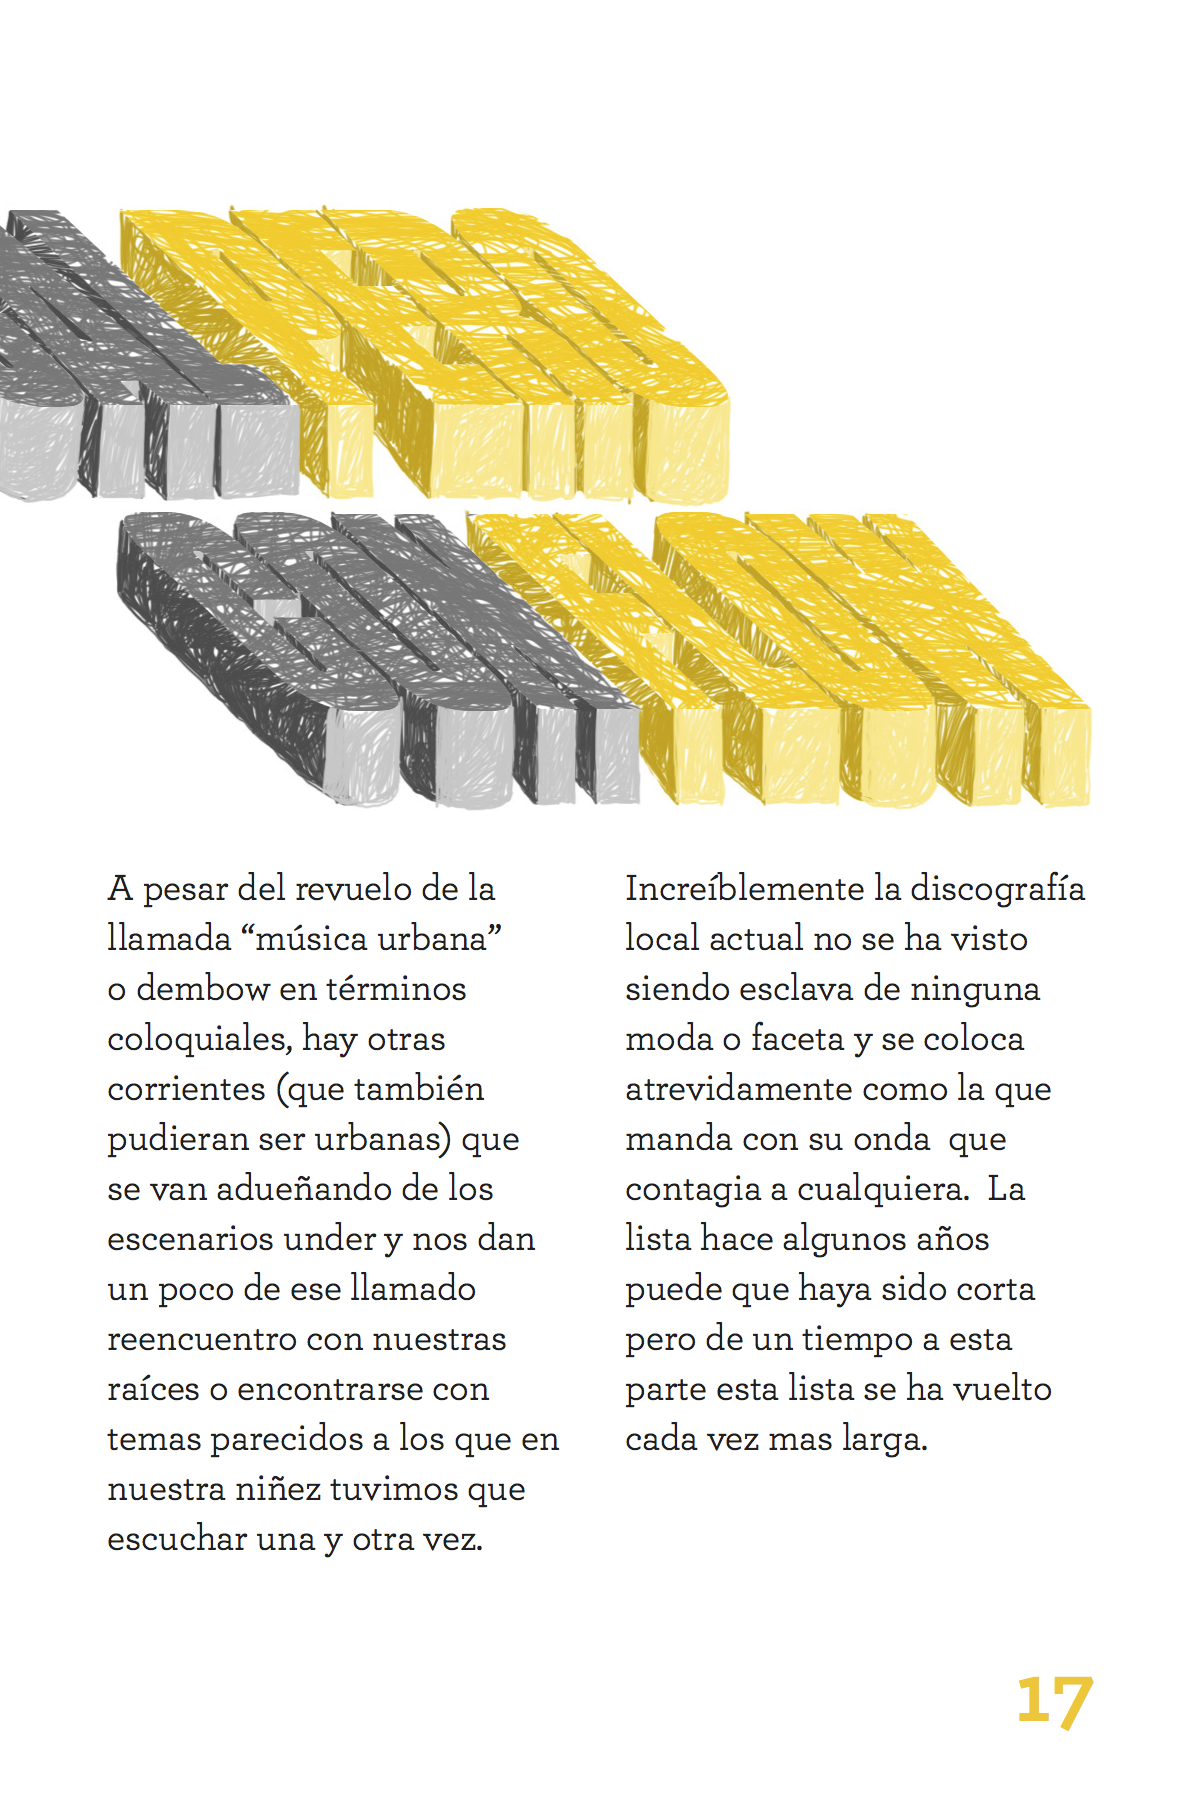 A pesar del revuelo de la
llamada “música urbana”
o dembow en términos
coloquiales, hay otras
corrientes (que también
pudieran ser urbanas) que
se van adueñando de los
escenarios under y nos dan
un poco de ese llamado
reencuentro con nuestras
raíces o encontrarse con
temas parecidos a los que en
nuestra niñez tuvimos que
escuchar una y otra vez.
Increíblemente la discografía
local actual no se ha visto
siendo esclava de ninguna
moda o faceta y se coloca
atrevidamente como la que
manda con su onda  que
contagia a cualquiera.  La
lista hace algunos años
puede que haya sido corta
pero de un tiempo a esta
parte esta lista se ha vuelto
cada vez mas larga.
17